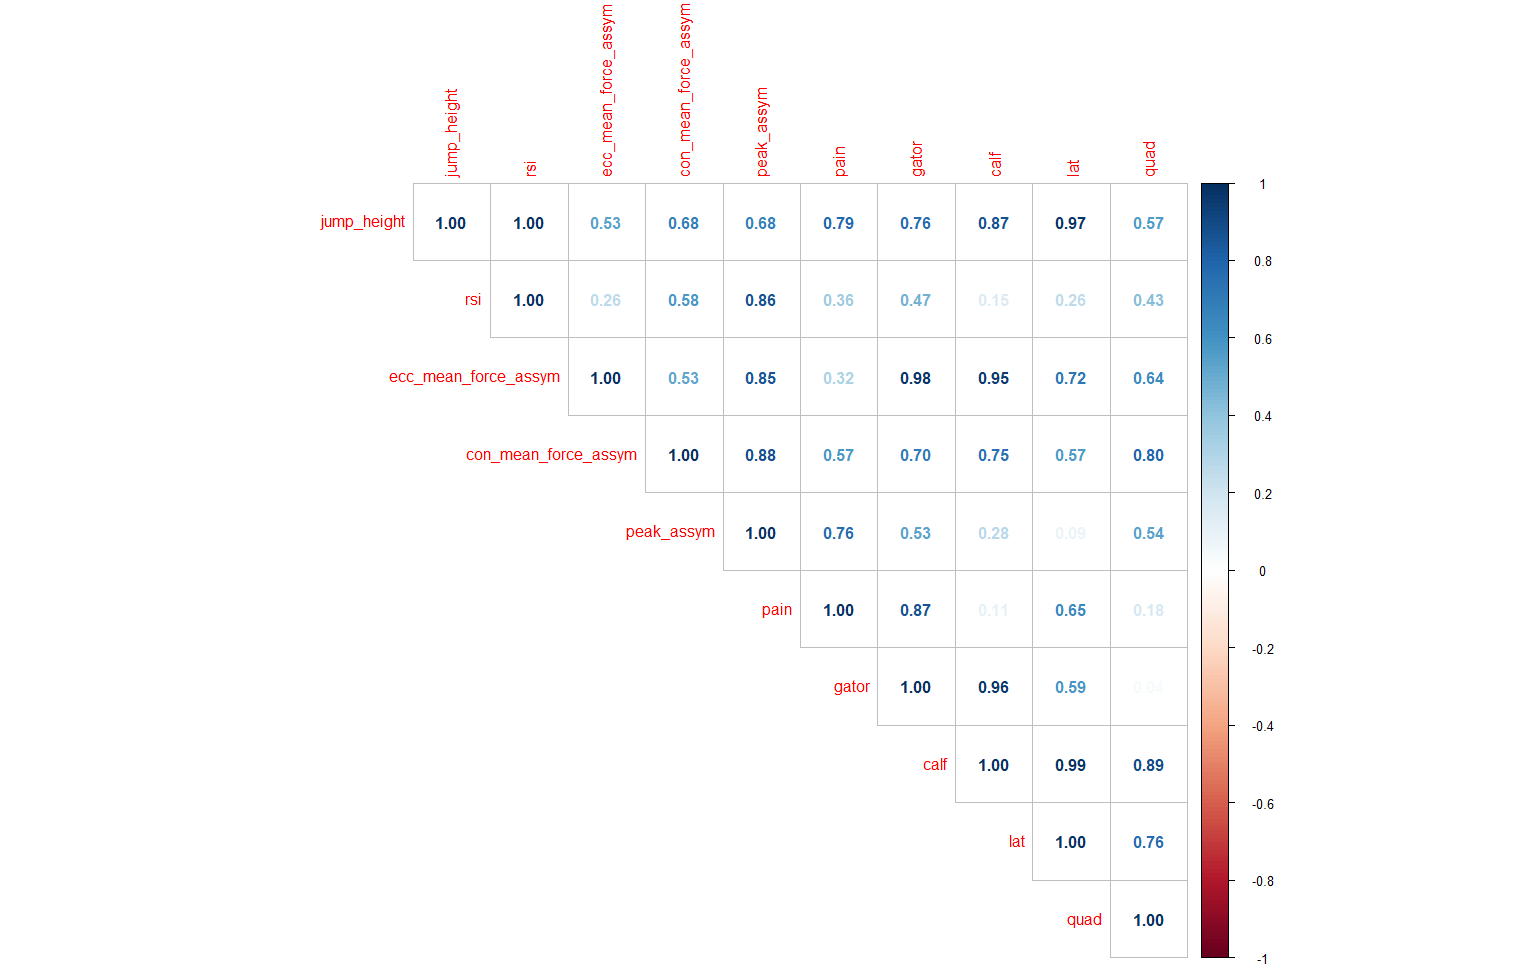 jump_height
rsi
ecc_mean_force_assym
con_mean_force_assym
peak_assym
pain
gator
calf
lat
quad
jump_height 1.00 1.00 0.53 0.68 0.68 0.79 0.76 0.87 0.97 0.57
rsi 1.00 0.26 0.58 0.86 0.36 0.47 0.15 0.26 0.43
ecc_mean_force_assym 1.00 0.53 0.85 0.32 0.98 0.95 0.72 0.64
con_mean_force_assym 1.00 0.88 0.57 0.70 0.75 0.57 0.80
peak_assym 1.00 0.76 0.53 0.28 0.09 0.54
pain 1.00 0.87 0.11 0.65 0.18
gator 1.00 0.96 0.59 0.04
calf 1.00 0.99 0.89
lat 1.00 0.76
quad 1.00
1
0.8
0.6
0.4
0.2
0
-0.2
-0.4
-0.6
-0.8
-1